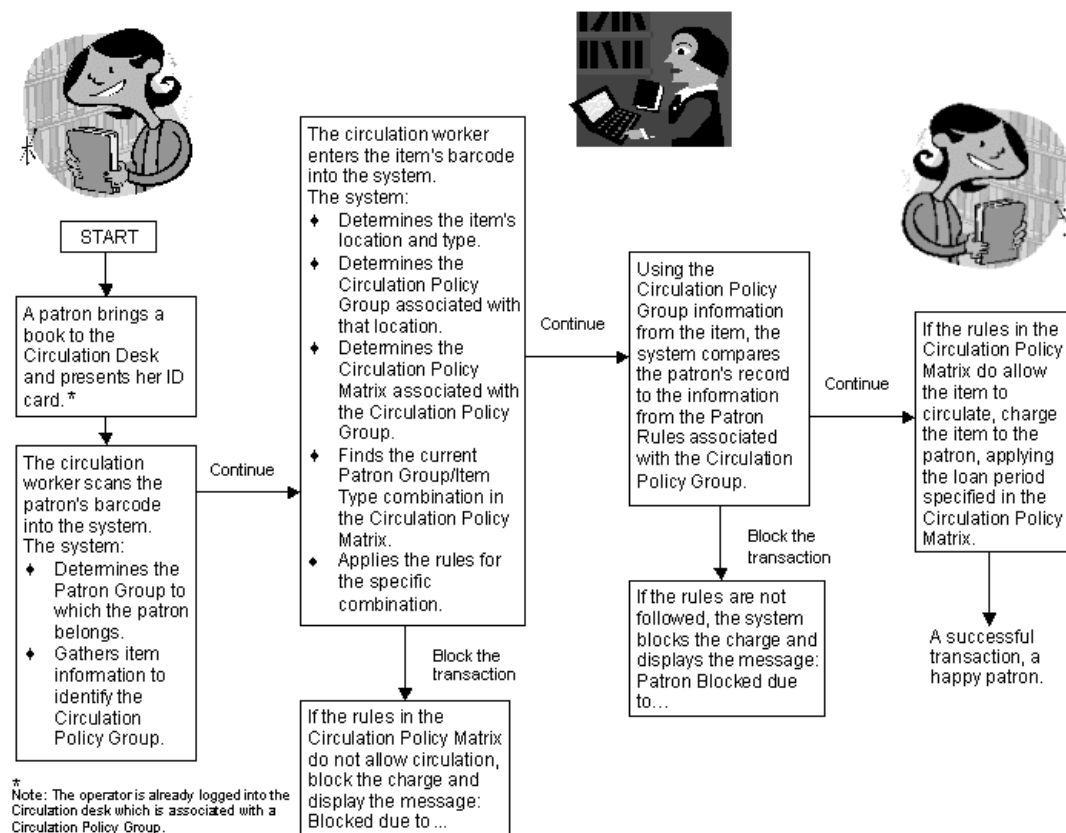 START
A patron brings a
book to the
Circulation Desk
and presents her ID
card.*
The circulation
worker scans the
patron's barcode
into the system.
The system:
♦ Determines the
Patron Group to
which the patron
belongs.
♦ Gathers item
information to
identify the
Circulation
Policy Group.
*
Note: The operator is already logged into the
Circulation desk which is associated with a
Circulation Policy Group.
Continue
The circulation worker
enters the item's barcode
into the system.
The system:
♦ Determines the item's
location and type.
♦ Determines the
Circulation Policy
Group associated with
that location.
♦ Determines the
Circulation Policy
Matrix associated with
the Circulation Policy
Group.
♦ Finds the current
Patron Group/Item
Type combination in
the Circulation Policy
Matrix.
♦ Applies the rules for
the specific
combination.
Block the
transaction
If the rules in the
Circulation Policy Matrix
do not allow circulation,
block the charge and
display the message:
Blocked due to ...
Continue
Using the
Circulation Policy
Group information
from the item, the
system compares
the patron's record
to the information
from the Patron
Rules associated
with the Circulation
Policy Group.
Block the
transaction
If the rules are not
followed, the system
blocks the charge and
displays the message:
Patron Blocked due
to...
Continue
If the rules in the
Circulation Policy
Matrix do allow
the item to
circulate, charge
the item to the
patron, applying
the loan period
specified in the
Circulation Policy
Matrix.
A successful
transaction, a
happy patron.